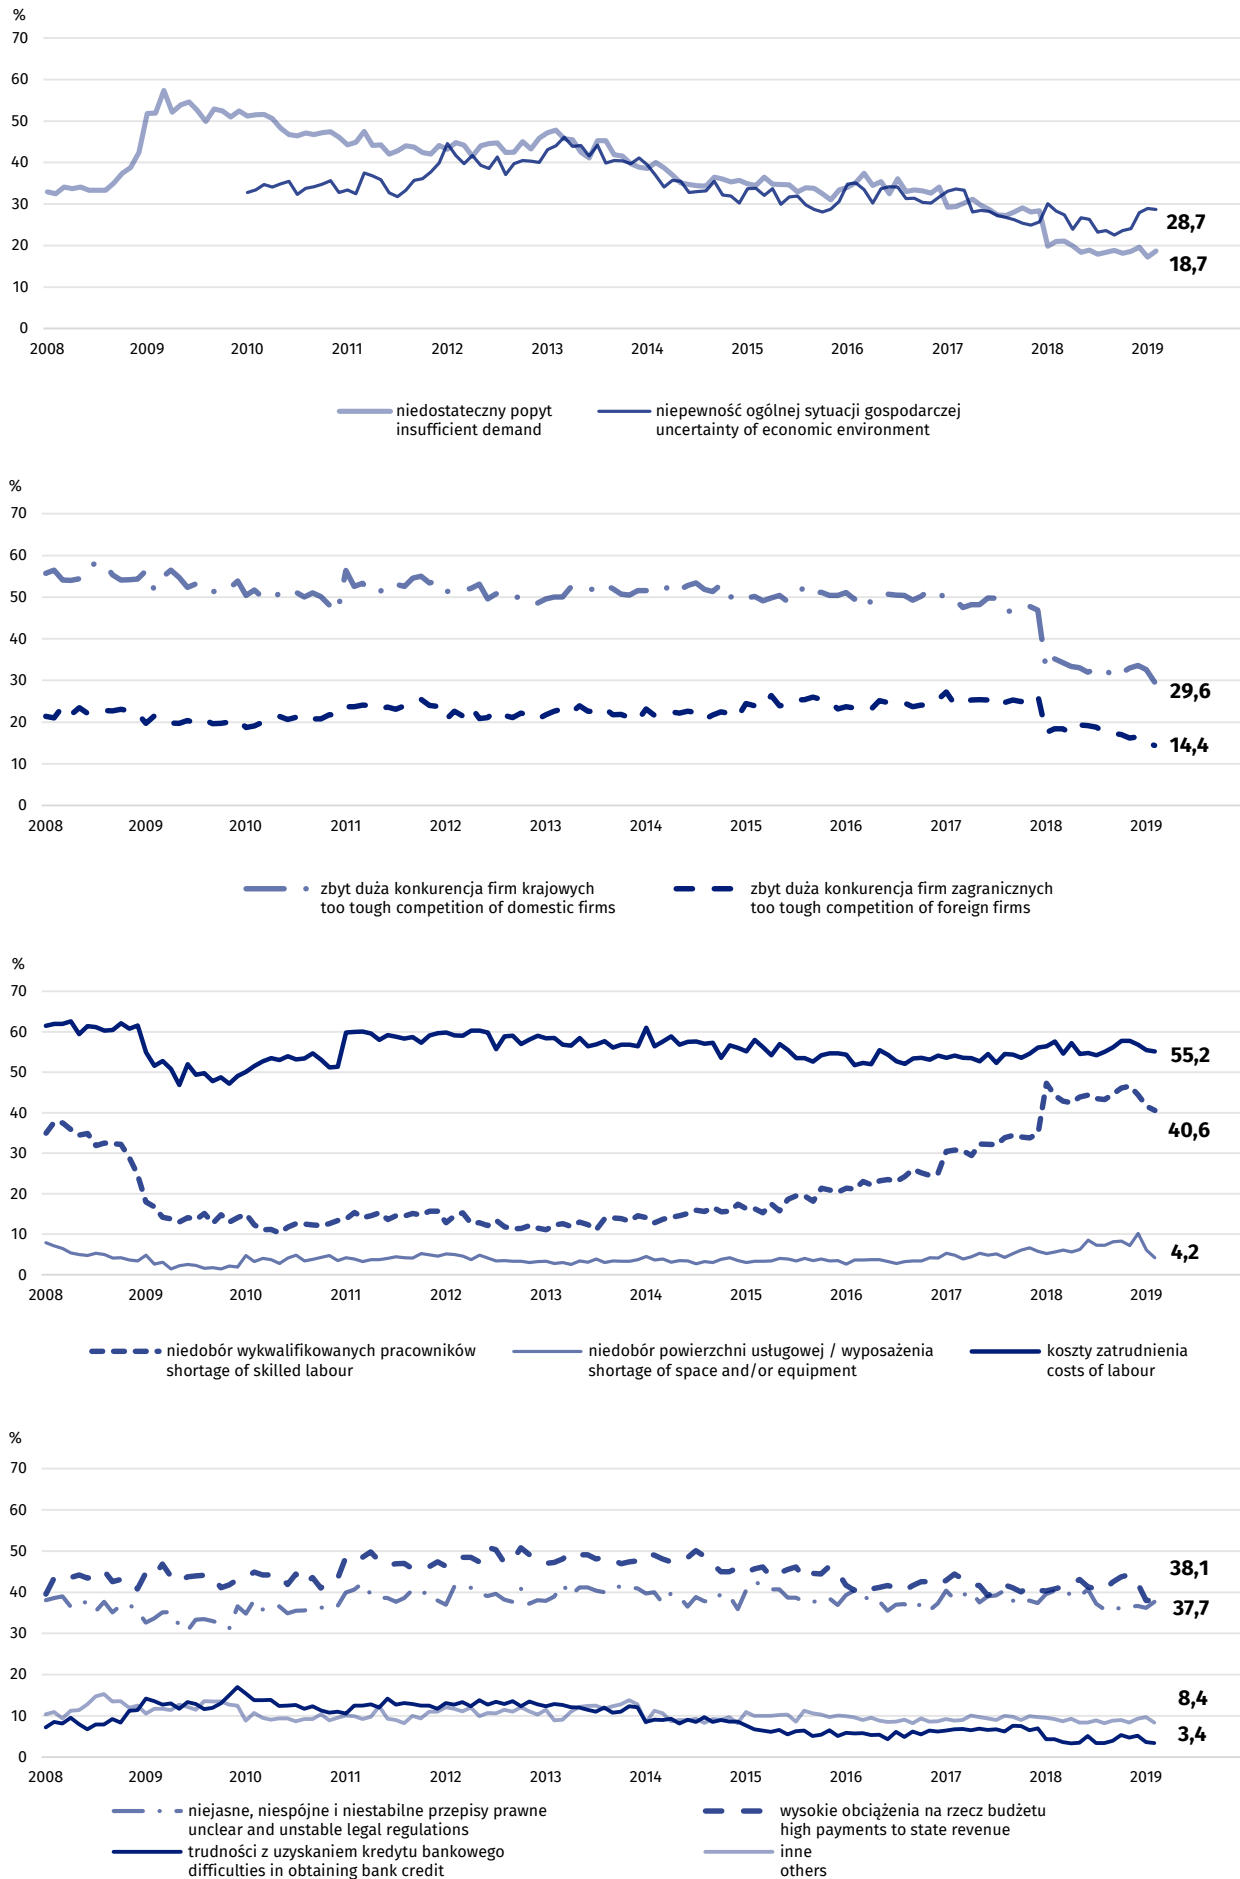 %
70
60
50
40
30
20
10
0
28,7
18,7
2008 2009 2010 2011 2012 2013 2014 2015 2016 2017 2018 2019
niedostateczny popyt
insufficient demand
niepewność ogólnej sytuacji gospodarczej
uncertainty of economic environment
%
70
60
50
40
30
20
10
0
29,6
14,4
2008 2009 2010 2011 2012 2013 2014 2015 2016 2017 2018 2019
zbyt duża konkurencja firm krajowych
too tough competition of domestic firms
zbyt duża konkurencja firm zagranicznych
too tough competition of foreign firms
%
70
60
50
40
30
20
10
0
55,2
40,6
4,2
2008 2009 2010 2011 2012 2013 2014 2015 2016 2017 2018 2019
niedobór wykwalifikowanych pracowników
shortage of skilled labour
niedobór powierzchni usługowej / wyposażenia
shortage of space and/or equipment
koszty zatrudnienia
costs of labour
%
70
60
50
40
30
20
10
0
38,1
37,7
8,4
3,4
2008 2009 2010 2011 2012 2013 2014 2015 2016 2017 2018 2019
niejasne, niespójne i niestabilne przepisy prawne
unclear and unstable legal regulations
wysokie obciążenia na rzecz budżetu
high payments to state revenue
trudności z uzyskaniem kredytu bankowego
difficulties in obtaining bank credit
inne
others